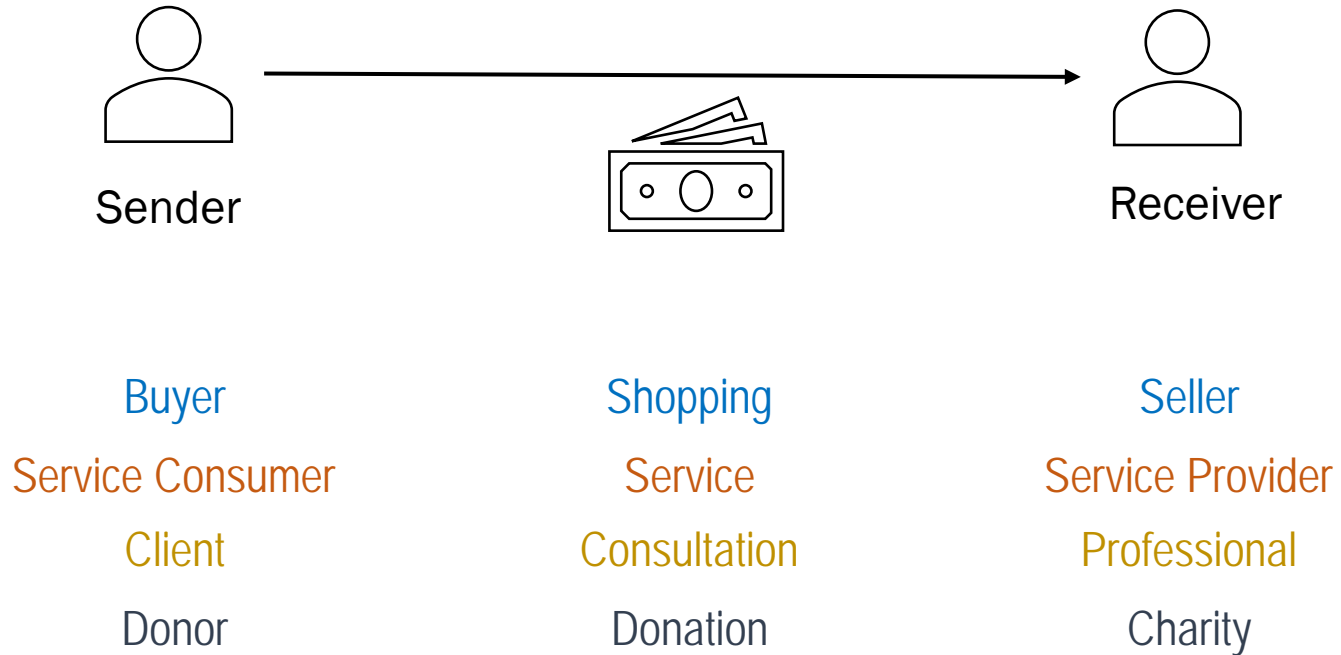 Sender
Receiver
Buyer Shopping Seller
Service Consumer Service Service Provider
Client Consultation Professional
Donor Donation Charity